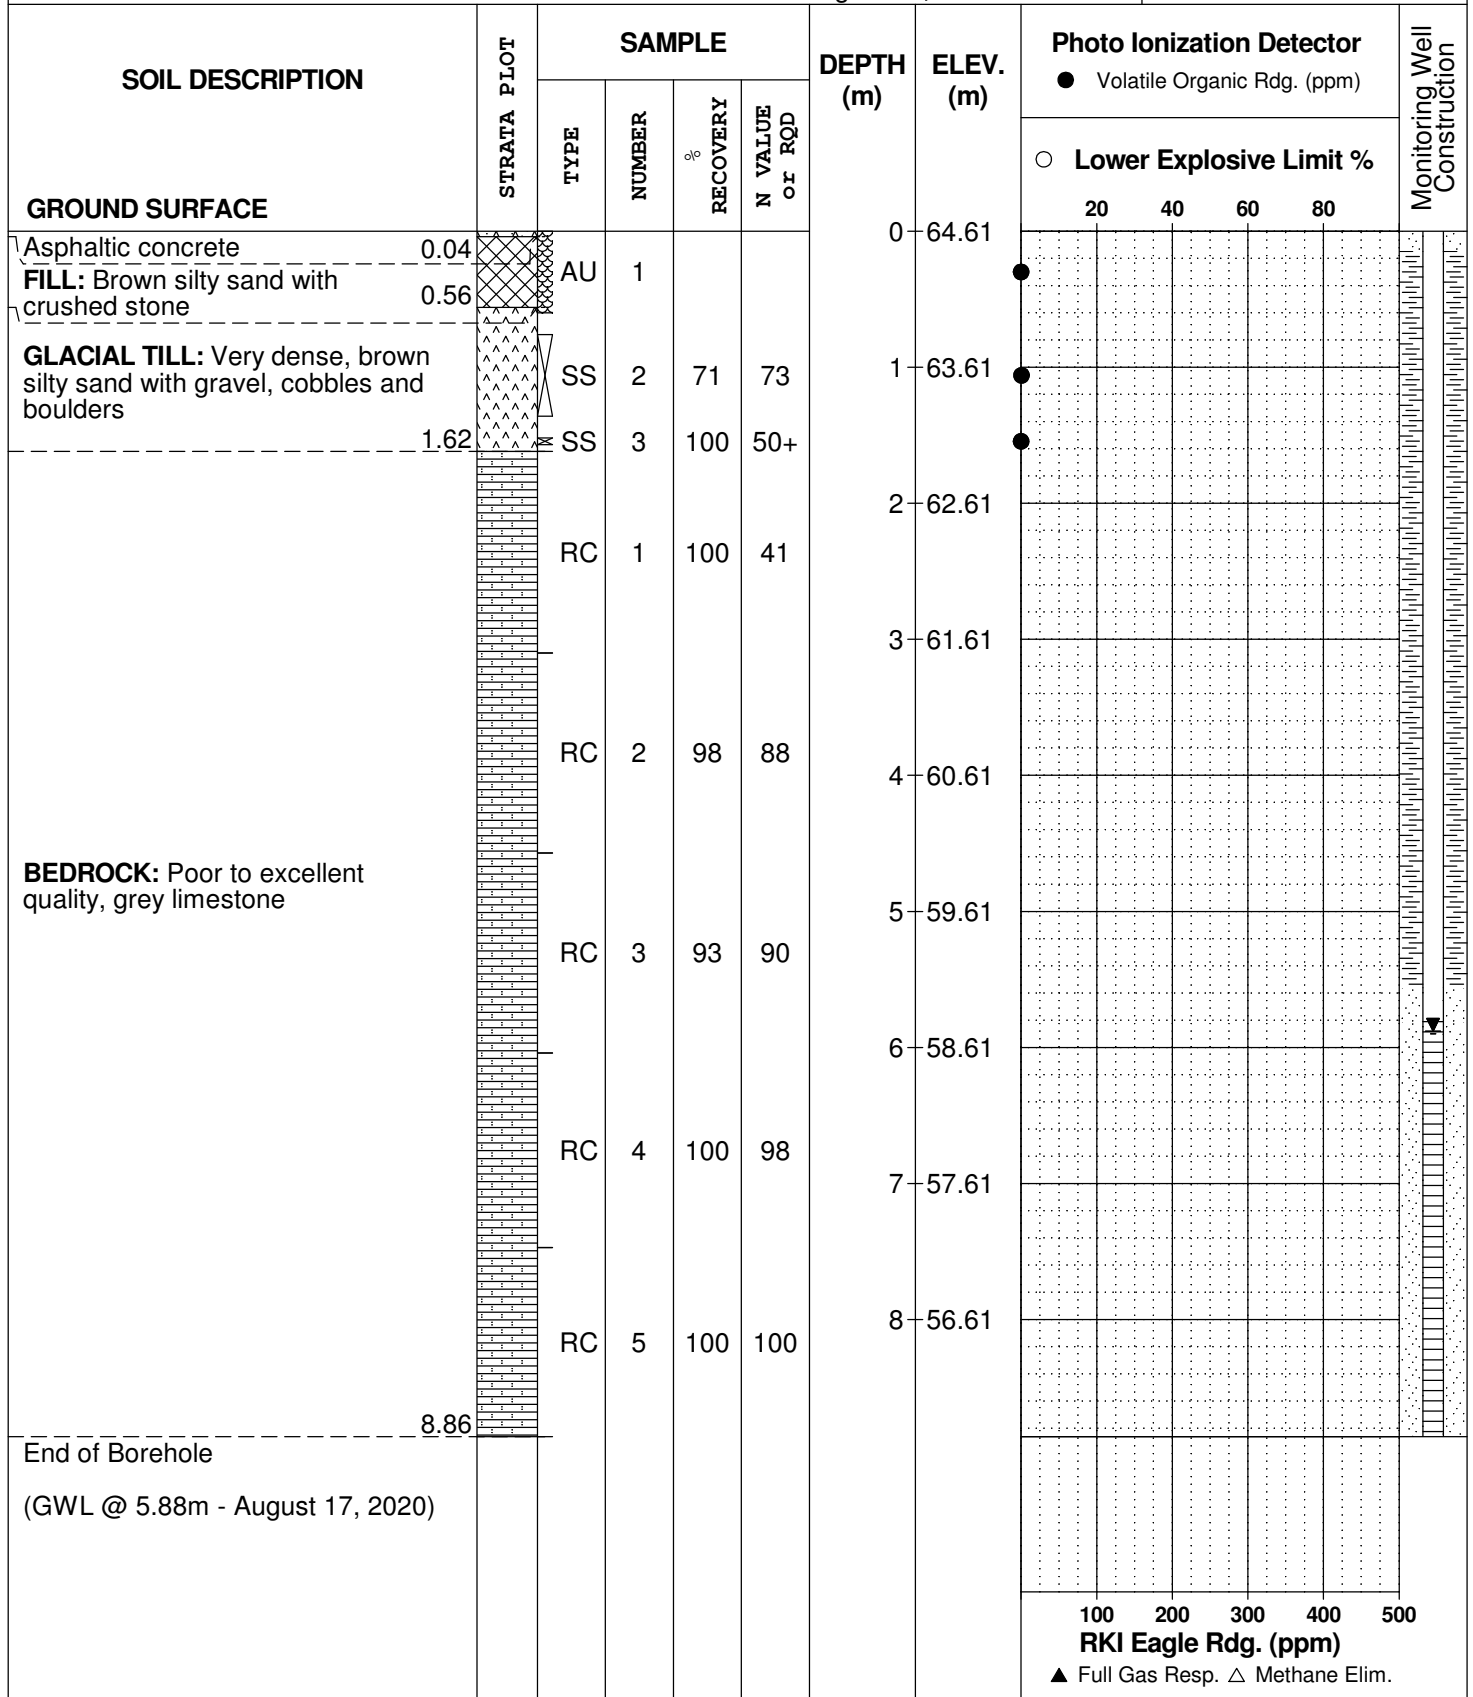 SOIL DESCRIPTION
GROUND SURFACE
STRATA PLOT
SAMPLE
TYPE
NUMBER
% RECOVERY
N VALUE or RQD
DEPTH (m)
ELEV. (m)
Photo Ionization Detector
● Volatile Organic Rdg. (ppm)
○ Lower Explosive Limit %
20 40 60 80
Monitoring Well Construction
0 64.61
Asphaltic concrete 0.04
FILL: Brown silty sand with
crushed stone 0.56
AU 1
GLACIAL TILL: Very dense, brown
silty sand with gravel, cobbles and
boulders
1.62
SS 2 71 73
1 63.61
SS 3 100 50+
2 62.61
RC 1 100 41
3 61.61
RC 2 98 88
4 60.61
BEDROCK: Poor to excellent
quality, grey limestone
5 59.61
RC 3 93 90
6 58.61
RC 4 100 98
7 57.61
8 56.61
RC 5 100 100
8.86
End of Borehole
(GWL @ 5.88m - August 17, 2020)
100 200 300 400 500
RKI Eagle Rdg. (ppm)
▲ Full Gas Resp. △ Methane Elim.